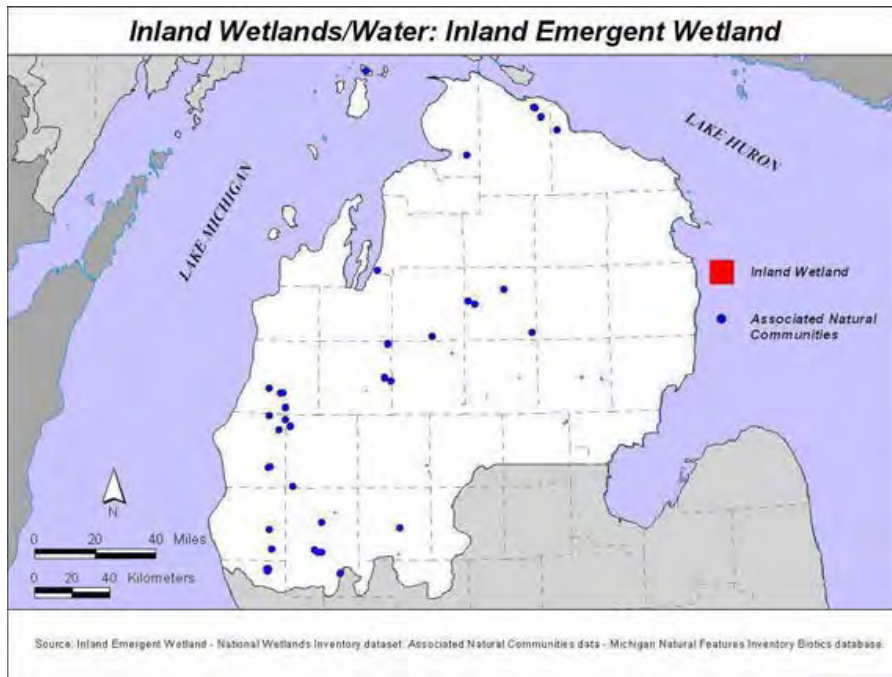 Inland Wetlands/Water: Inland Emergent Wetland
LAKE MICHIGAN
LAKE HURON
Inland Wetland
Associated Natural
Communities
N
0 20 40 Miles
0 20 40 Kilometers
Source: Inland Emergent Wetland - National Wetlands Inventory dataset. Associated Natural Communities data - Michigan Natural Features Inventory Biotics database.